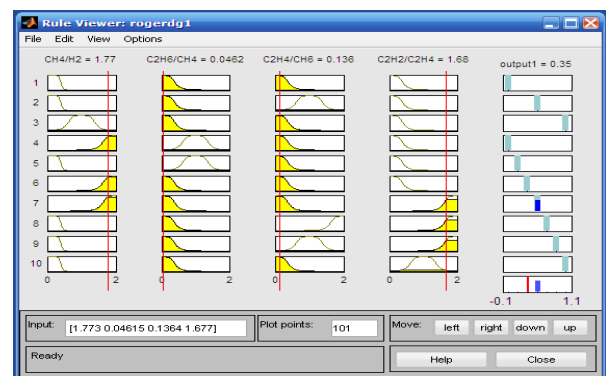 Rule Viewer: rogerdg1
File Edit View Options
CH4/H2 = 1.77 C2H6/CH4 = 0.0462 C2H4/CH6 = 0.136 C2H2/C2H4 = 1.68 output1 = 0.35
1
2
3
4
5
6
7
8
9
10
0 2 0 2 0 2 0 2
-0.1 1.1
Input: [1.773 0.04615 0.1364 1.677] Plot points: 101 Move: left right down up
Ready Help Close